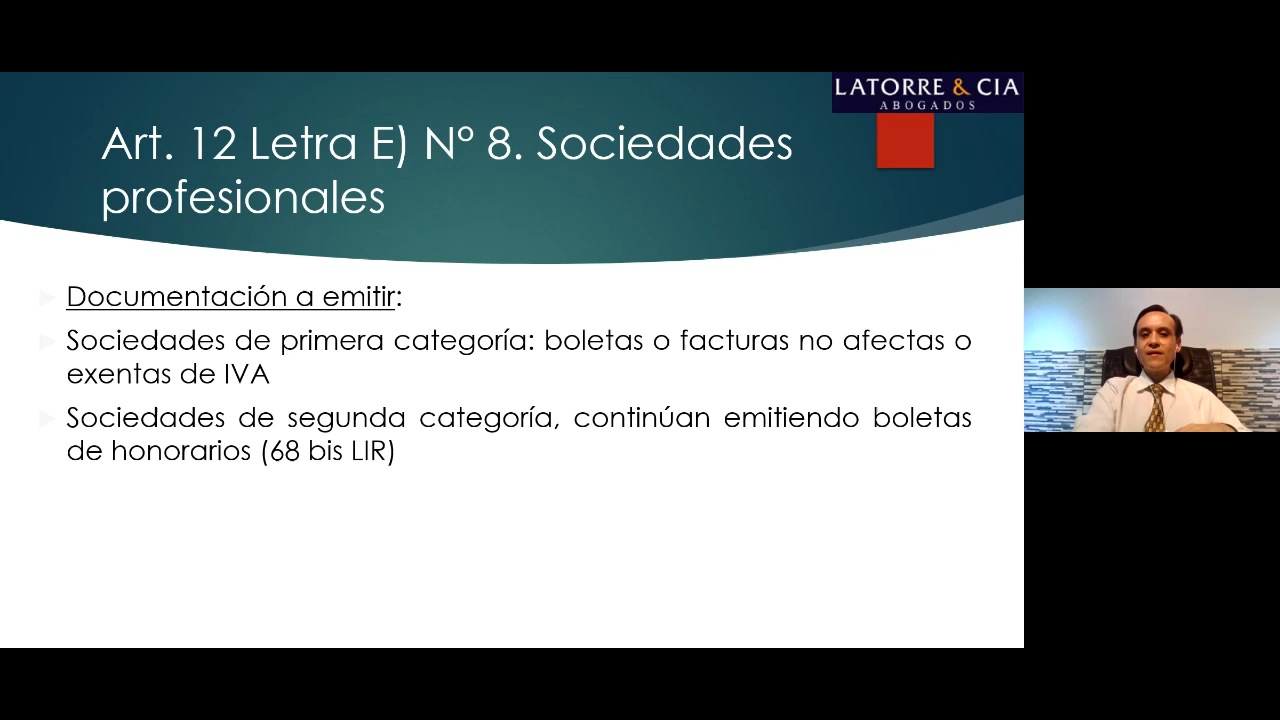 LATORRE & CIA
ABOGADOS
Art. 12 Letra E) N° 8. Sociedades
profesionales
Documentación a emitir:
Sociedades de primera categoría: boletas o facturas no afectas o
exentas de IVA
Sociedades de segunda categoría, continúan emitiendo boletas
de honorarios (68 bis LIR)